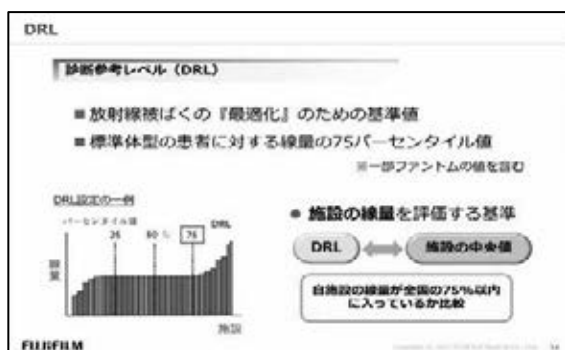 DRL
診断参考レベル（DRL）
■ 放射線被ばくの『最適化』のための基準値
■ 標準体型の患者に対する線量の75パーセンタイル値
※一部ファントムの値を含む
DRL設定の一例
パーセンタイル値
DRL
線量
施設
● 施設の線量を評価する基準
DRL
施設の中央値
自施設の線量が全国の75%以内
に入っているか比較
FUJIFILM